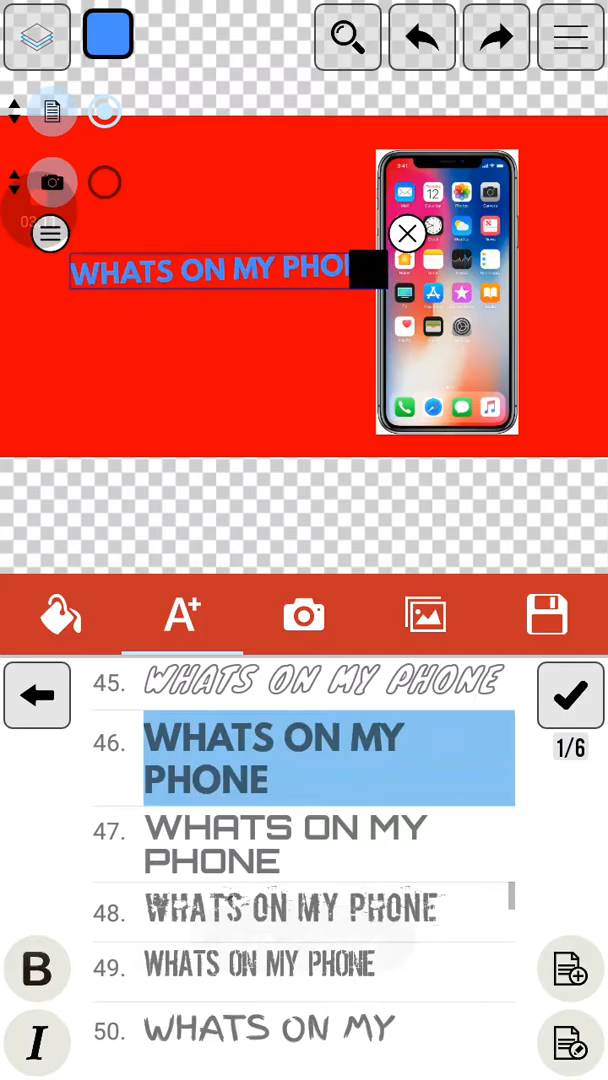 WHATS ON MY PHO
A+
45. WHATS ON MY PHONE
46. WHATS ON MY
PHONE
1/6
47. WHATS ON MY
PHONE
48. WHATS ON MY PHONE
49. WHATS ON MY PHONE
50. WHATS ON MY
B
I